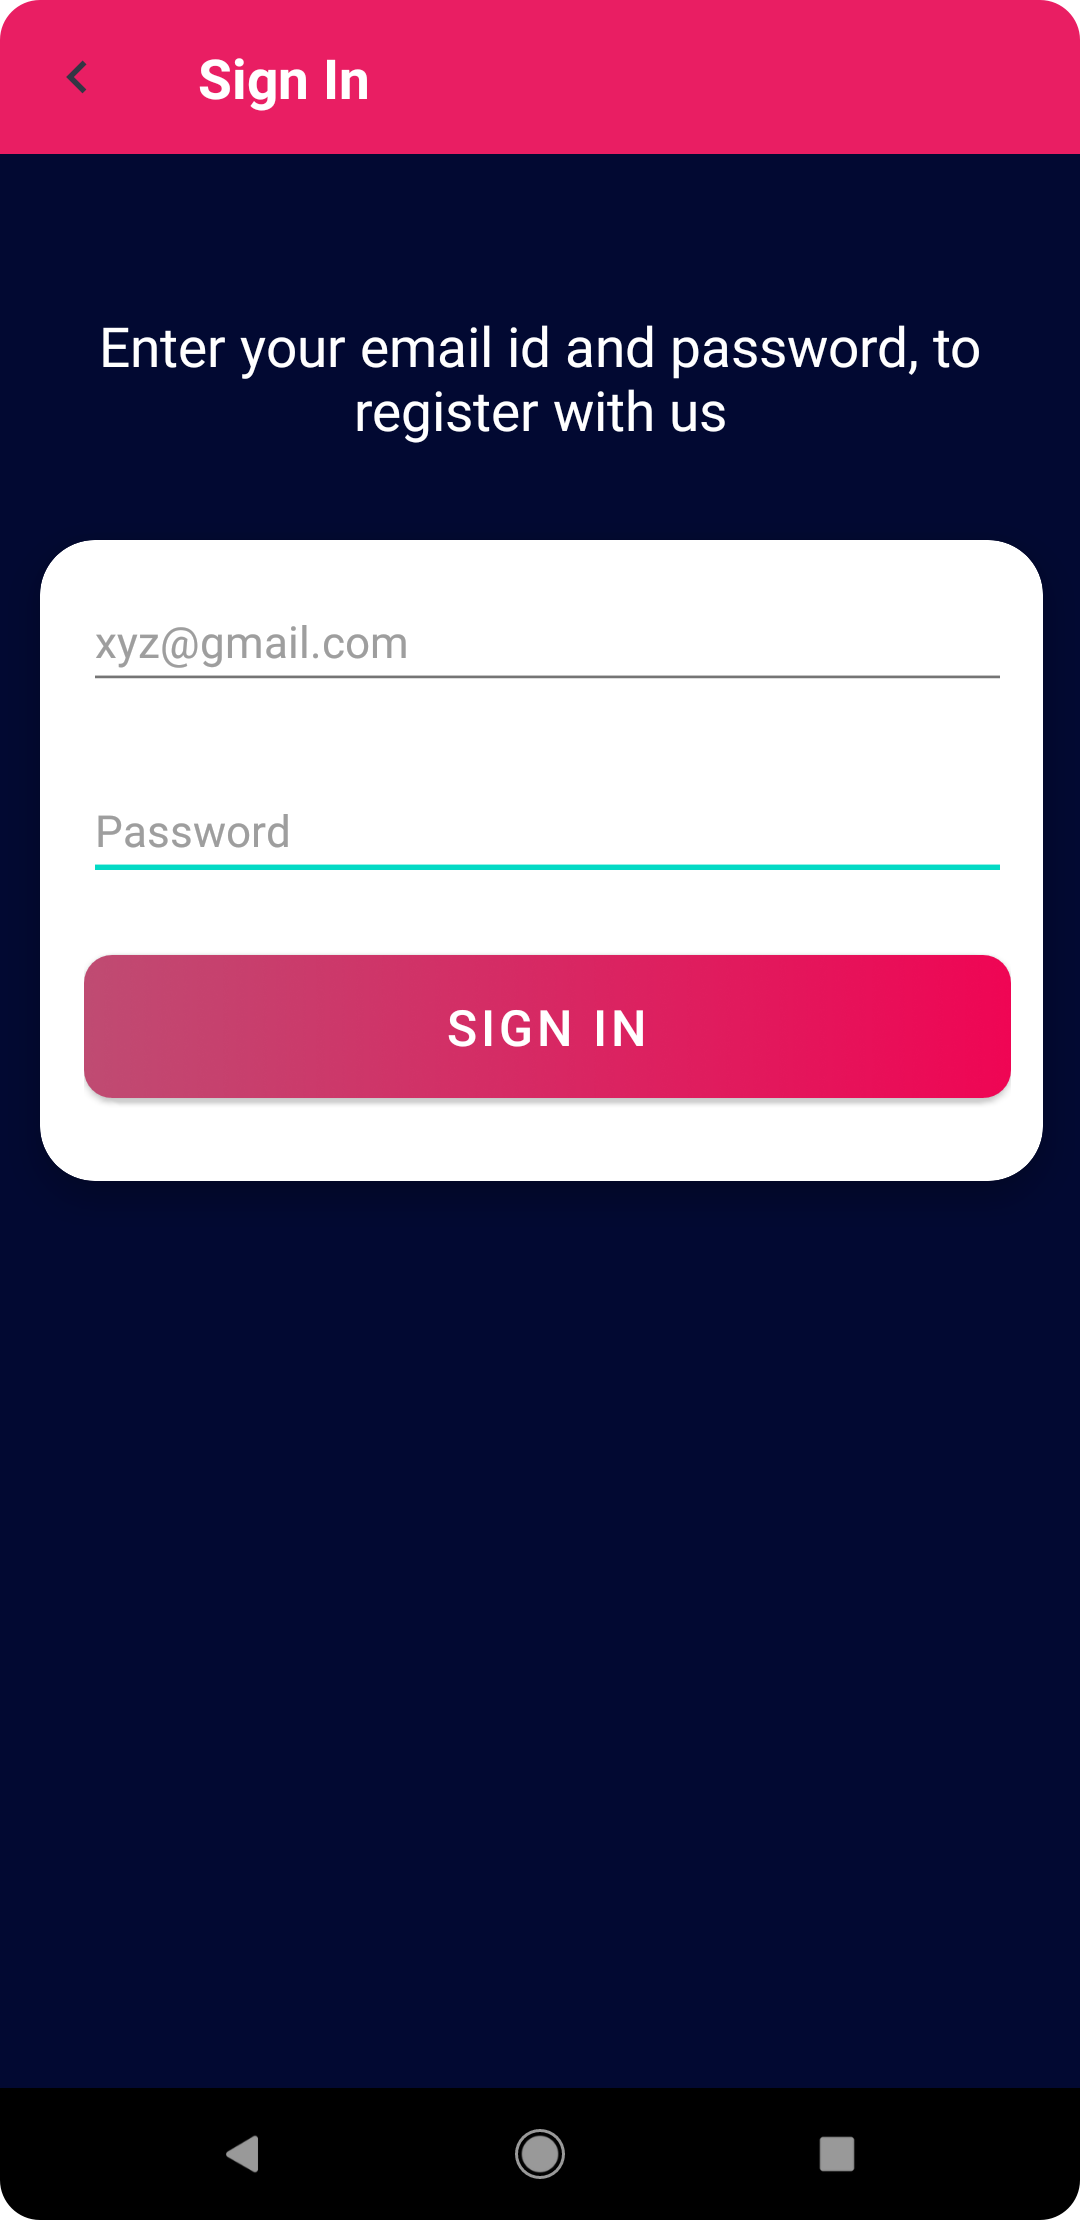 Sign In
Enter your email id and password, to
register with us
xyz@gmail.com
Password
SIGN IN